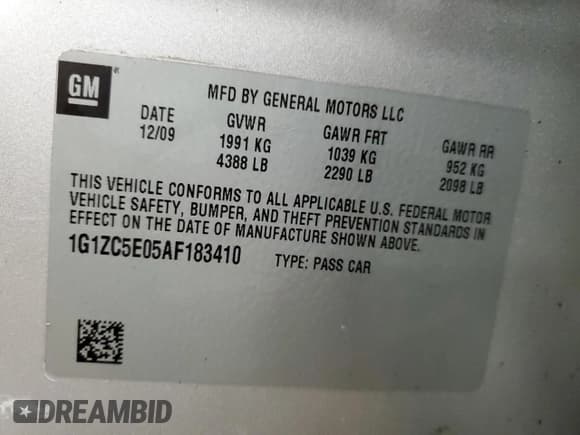 GM
MFD BY GENERAL MOTORS LLC
DATE GVWR GAWR FRT GAWR RR
12/09 1991 KG 1039 KG 952 KG
4388 LB 2290 LB 2098 LB
THIS VEHICLE CONFORMS TO ALL APPLICABLE U.S. FEDERAL MOTOR
VEHICLE SAFETY, BUMPER, AND THEFT PREVENTION STANDARDS IN
EFFECT ON THE DATE OF MANUFACTURE SHOWN ABOVE.
1G1ZC5E05AF183410 TYPE: PASS CAR
DREAMBID